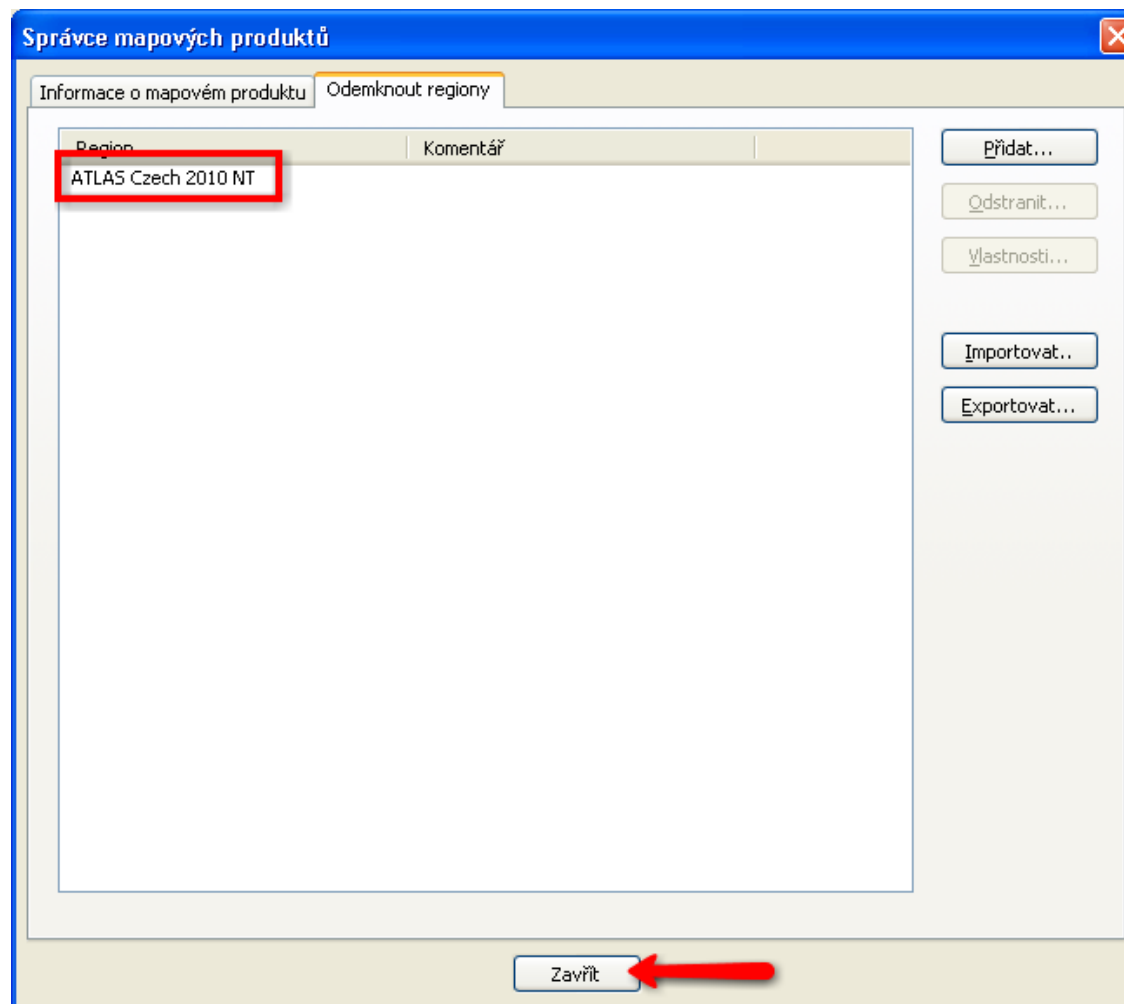 Správce mapových produktů
Informace o mapovém produktu
Odemknout regiony
Region
Komentář
ATLAS Czech 2010 NT
Přidat...
Odstranit...
Vlastnosti...
Importovat..
Exportovat...
Zavřít